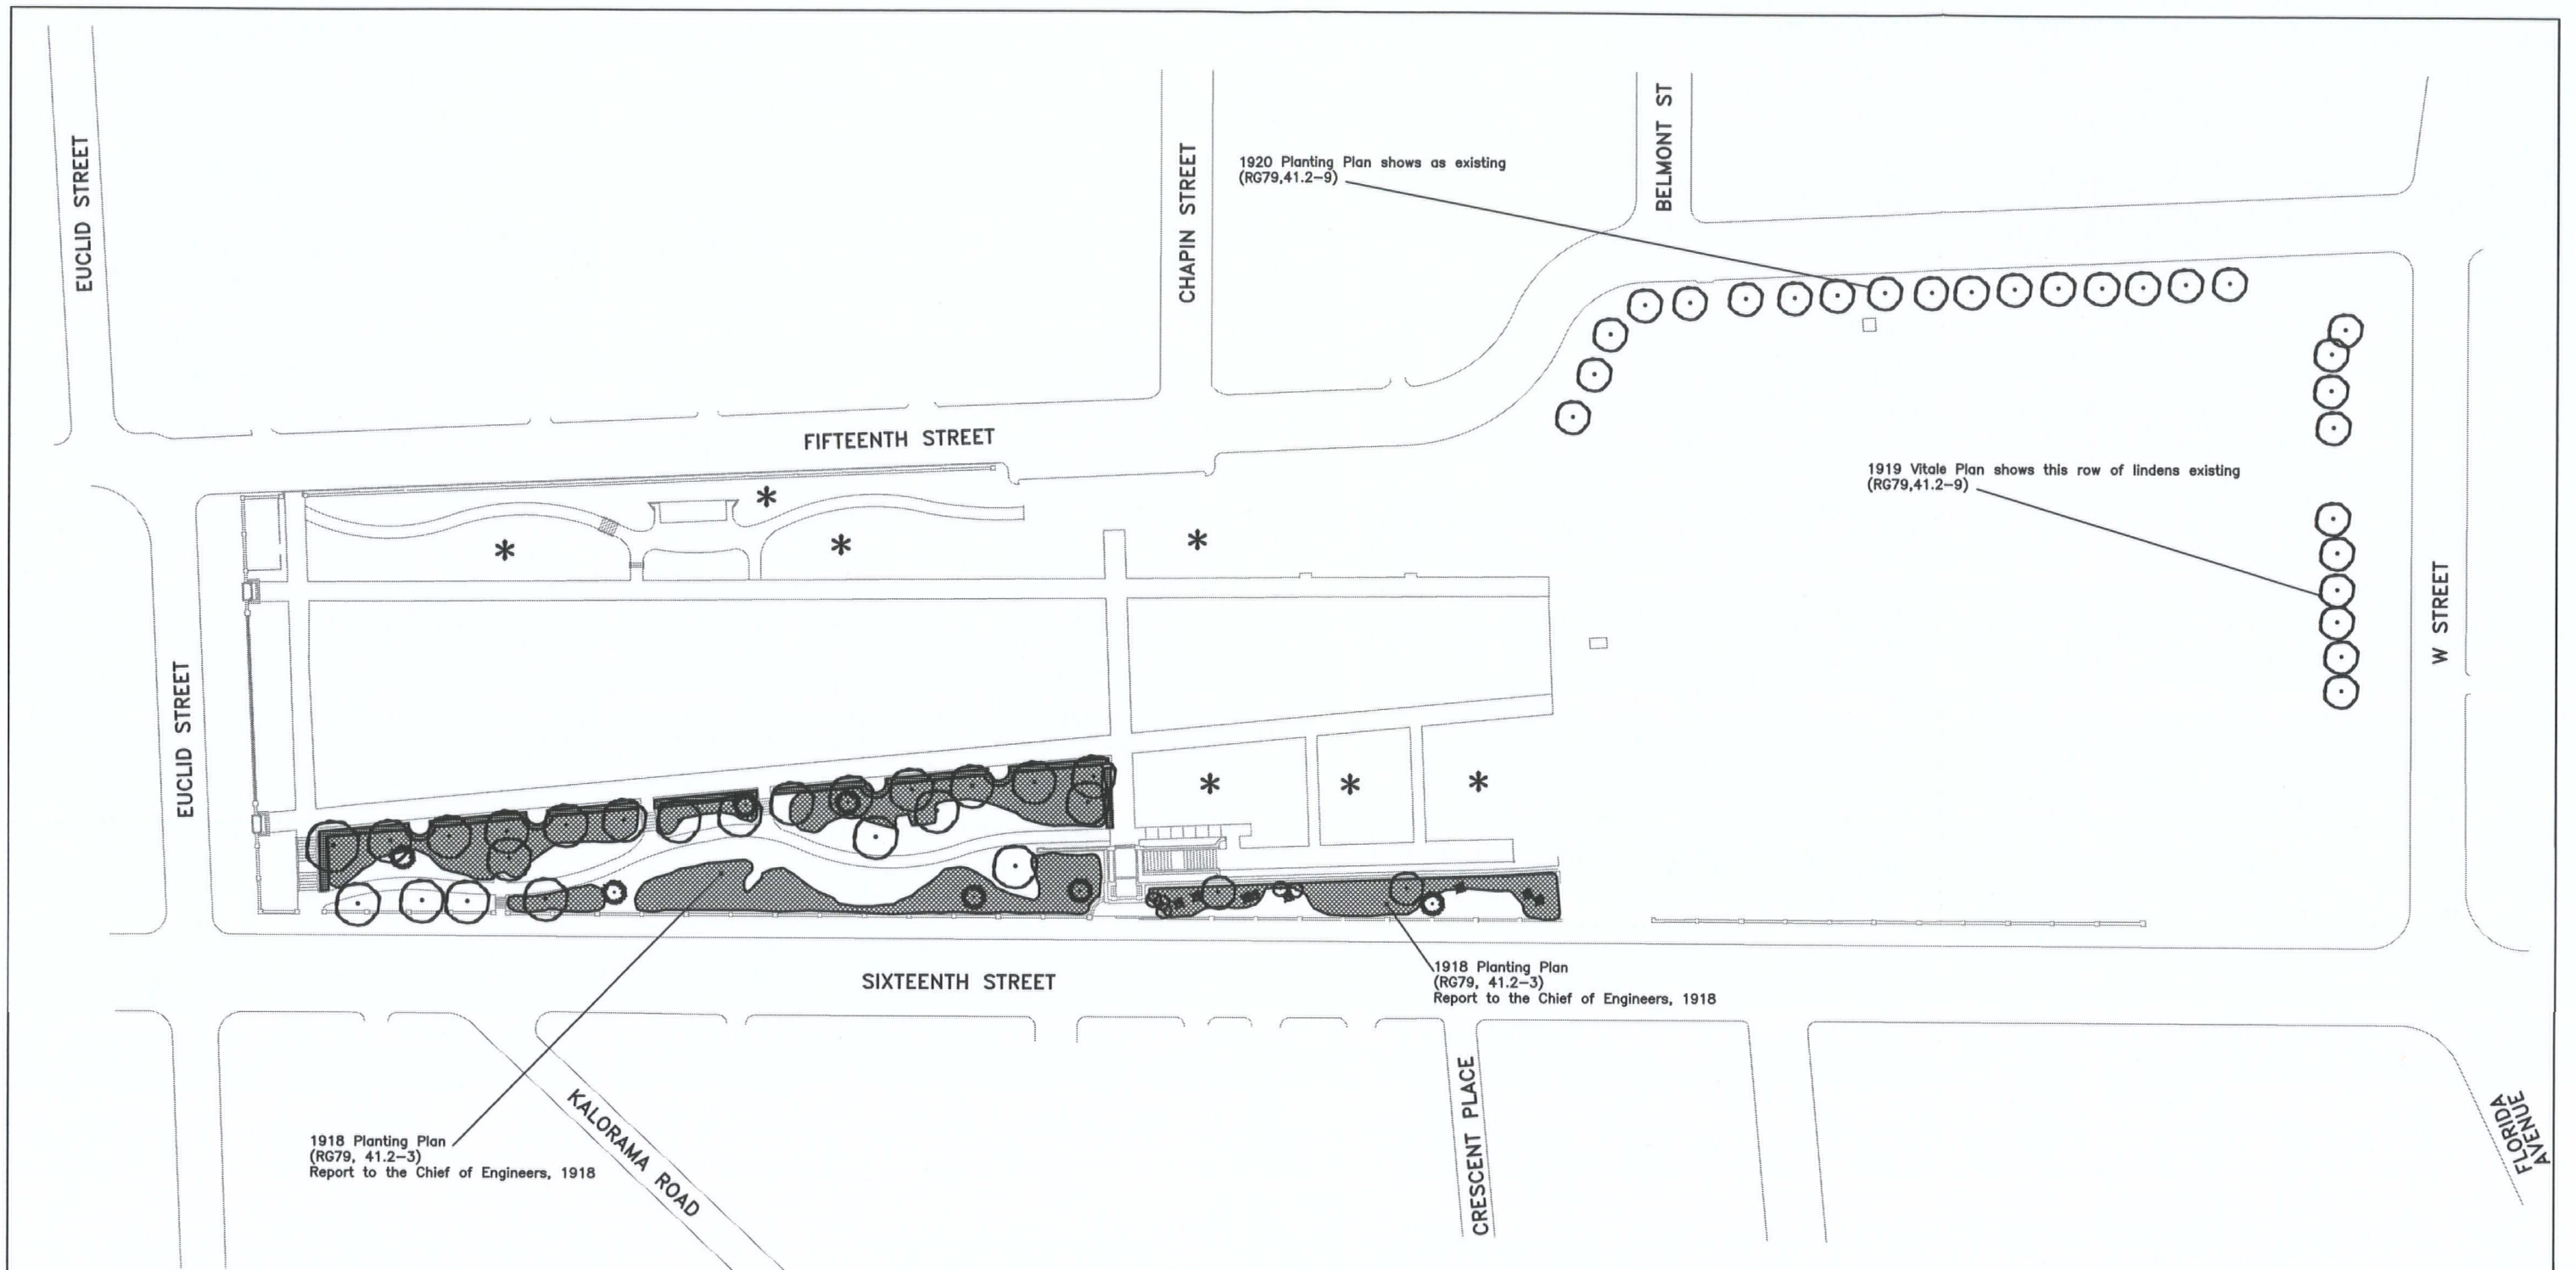 EUCLID STREET
CHAPIN STREET
BELMONT ST
1920 Planting Plan shows as existing
(RG79,41.2-9)
FIFTEENTH STREET
1919 Vitale Plan shows this row of lindens existing
(RG79,41.2-9)
*
*
*
*
W STREET
EUCLID STREET
*
*
*
SIXTEENTH STREET
1918 Planting Plan
(RG79, 41.2-3)
Report to the Chief of Engineers, 1918
1918 Planting Plan
(RG79, 41.2-3)
Report to the Chief of Engineers, 1918
KALORAMA ROAD
CRESCENT PLACE
FLORIDA
AVENUE